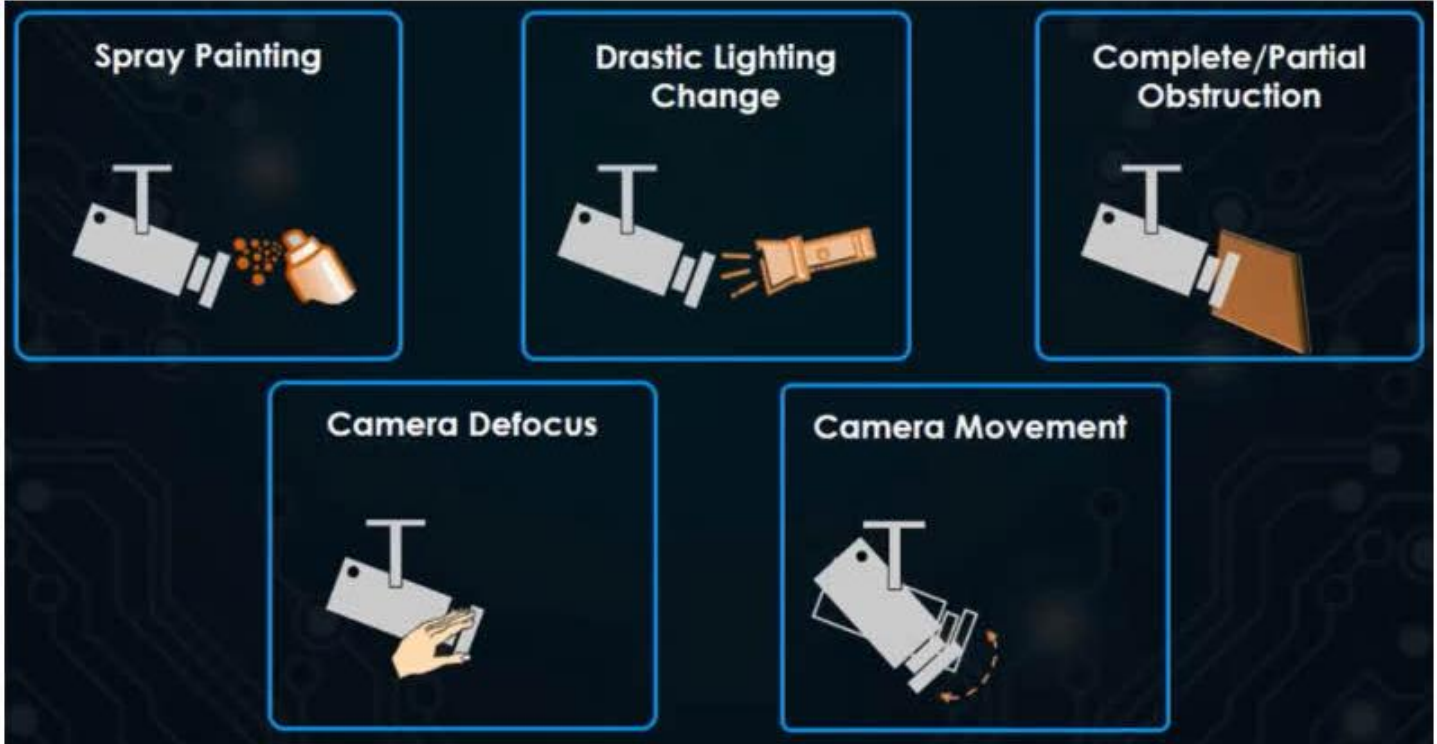 Spray Painting
Drastic Lighting
Change
Complete/Partial
Obstruction
Camera Defocus
Camera Movement